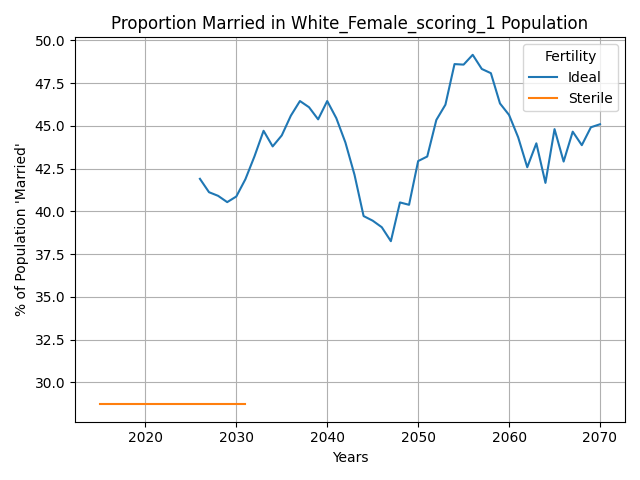 Proportion Married in White_Female_scoring_1 Population
% of Population 'Married'
50.0
47.5
45.0
42.5
40.0
37.5
35.0
32.5
30.0
Fertility
Ideal
Sterile
2020 2030 2040 2050 2060 2070
Years